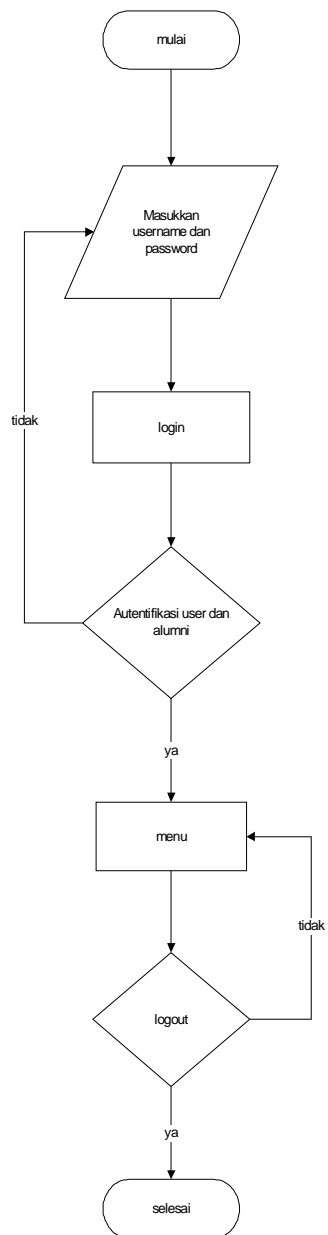 mulai
Masukkan
username dan
password
tidak
login
Autentifikasi user dan
alumni
ya
menu
tidak
logout
ya
selesai